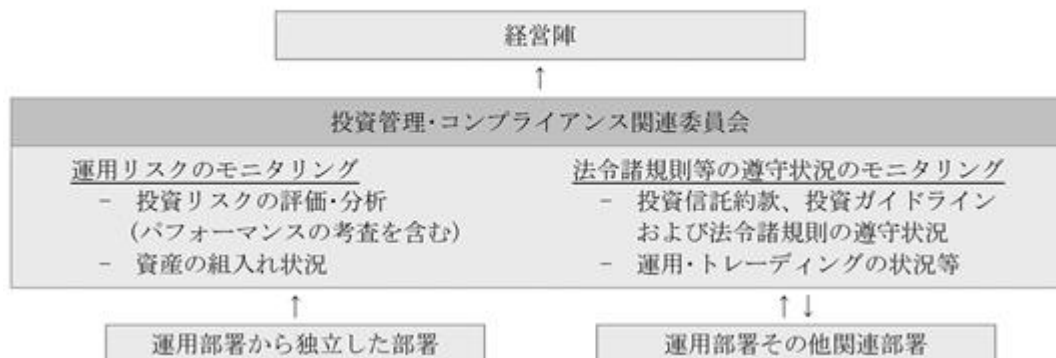 経営陣
↑
投資管理・コンプライアンス関連委員会
運用リスクのモニタリング
− 投資リスクの評価・分析
(パフォーマンスの考査を含む)
− 資産の組入れ状況
法令諸規則等の遵守状況のモニタリング
− 投資信託約款、投資ガイドライン
および法令諸規則の遵守状況
− 運用・トレーディングの状況等
↑
↑↓
運用部署から独立した部署
運用部署その他関連部署